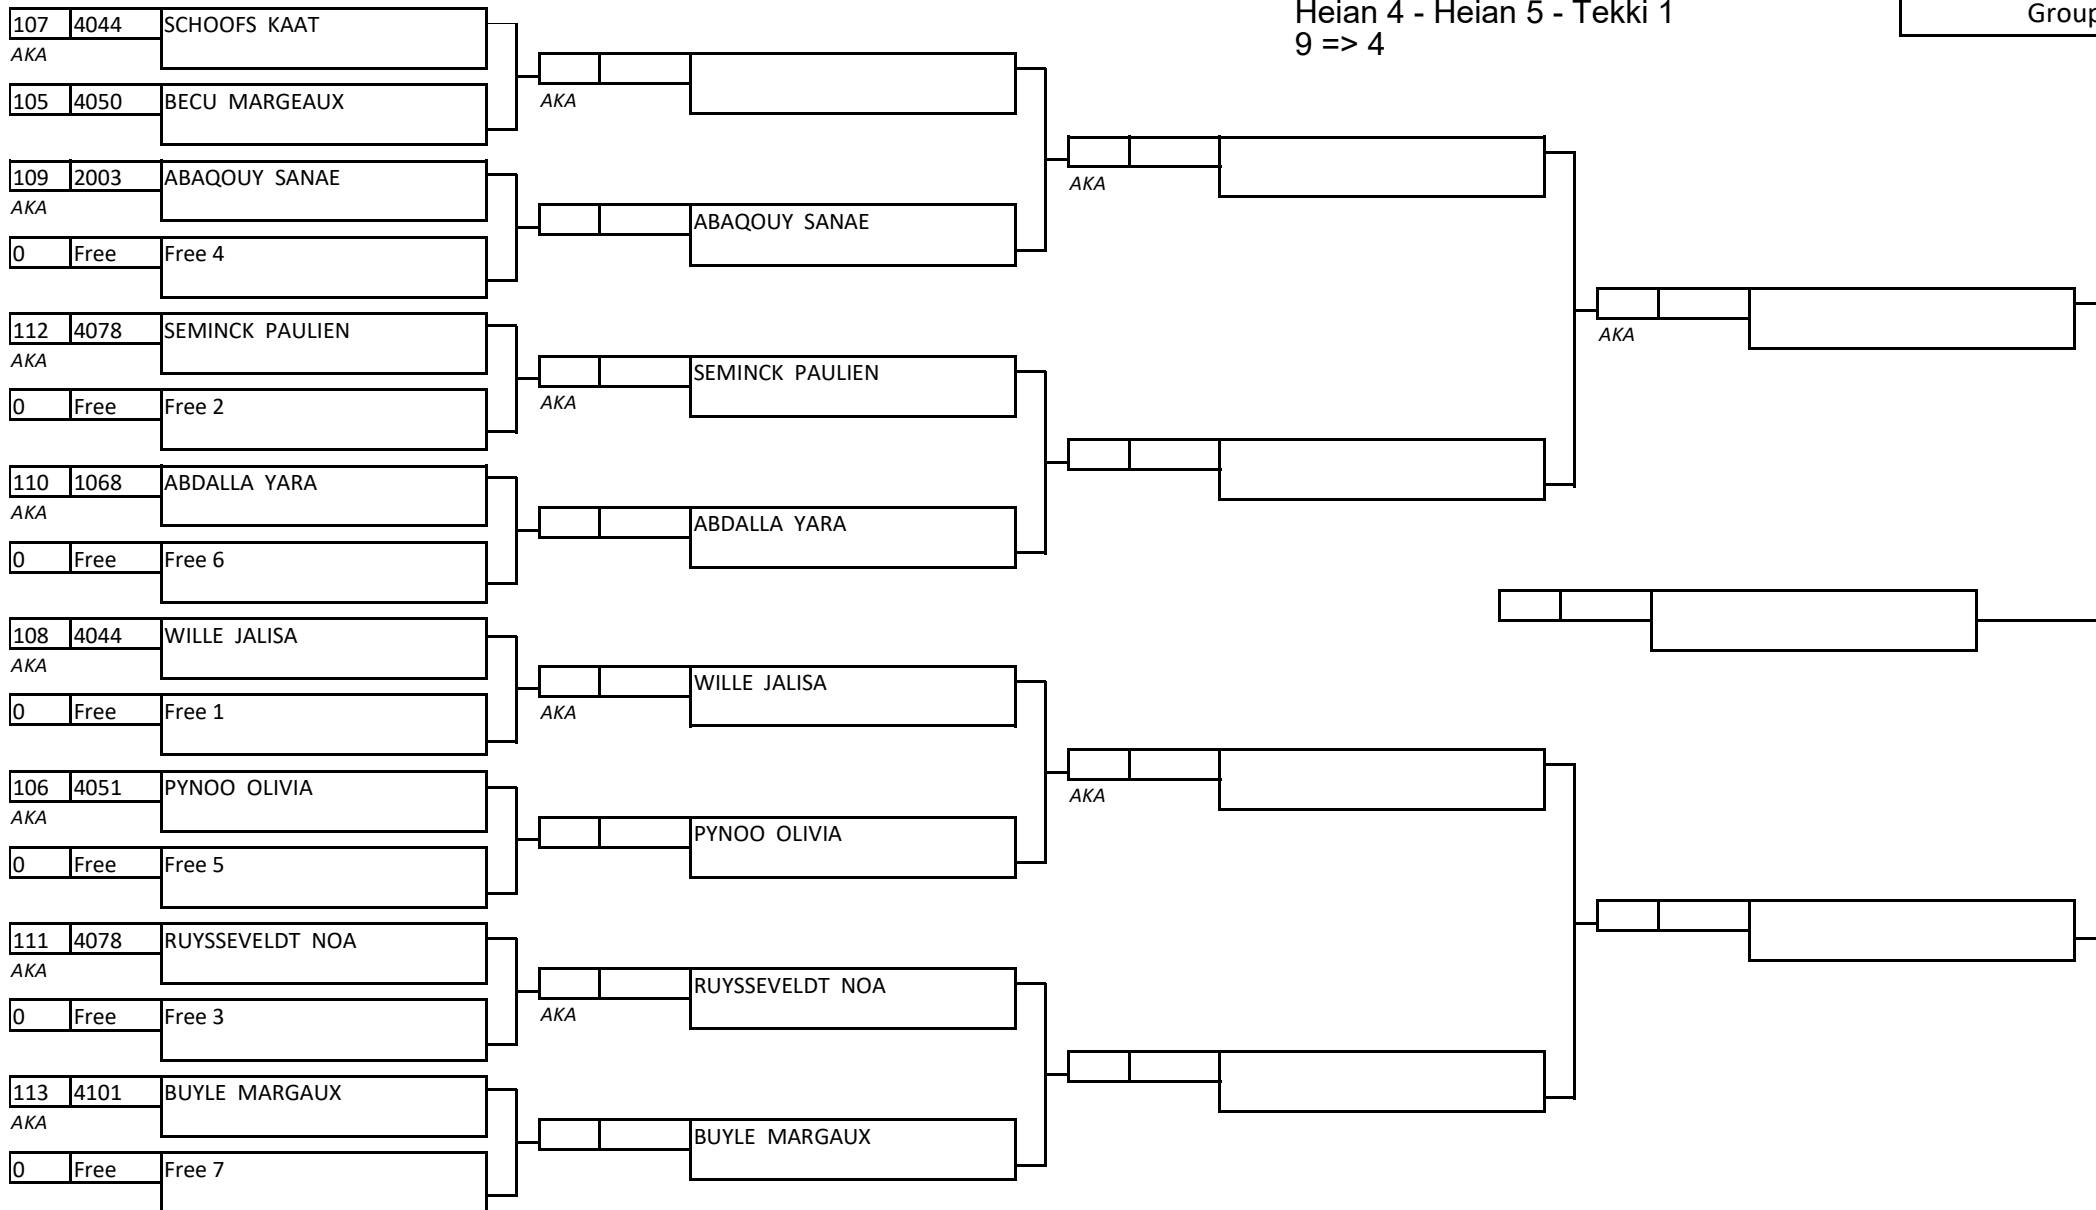 Heian 4 - Heian 5 - Tekki 1
9 => 4
Group
107 4044 SCHOOFS KAAT
AKA
105 4050 BECU MARGEAUX
AKA
109 2003 ABAQOUY SANAE
AKA
AKA
ABAQOUY SANAE
0 Free Free 4
112 4078 SEMINCK PAULIEN
AKA
AKA
SEMINCK PAULIEN
0 Free Free 2
AKA
110 1068 ABDALLA YARA
AKA
ABDALLA YARA
0 Free Free 6
108 4044 WILLE JALISA
AKA
WILLE JALISA
0 Free Free 1
AKA
106 4051 PYNOO OLIVIA
AKA
AKA
PYNOO OLIVIA
0 Free Free 5
111 4078 RUYSSEVELDT NOA
AKA
RUYSSEVELDT NOA
0 Free Free 3
AKA
113 4101 BUYLE MARGAUX
AKA
BUYLE MARGAUX
0 Free Free 7